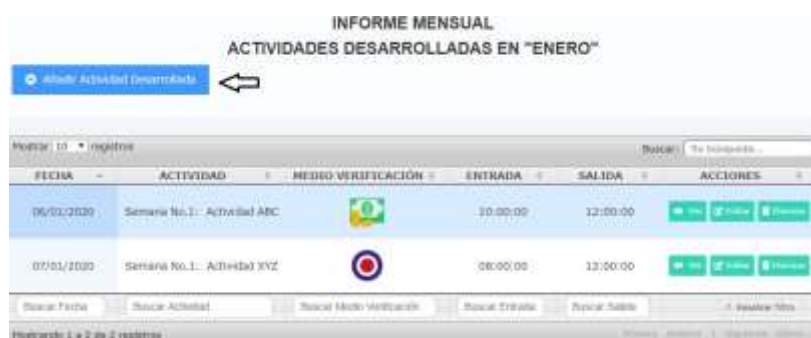 INFORME MENSUAL
ACTIVIDADES DESARROLLADAS EN "ENERO"
Añadir Actividad Desarrollada
Mostrar 10 registros
Buscar: Tu búsqueda...
FECHA ACTIVIDAD MEDIO VERIFICACIÓN ENTRADA SALIDA ACCIONES
06/01/2020 Semana No.1: Actividad ABC 10:00:00 12:00:00 Ver Editar Eliminar
07/01/2020 Semana No.1: Actividad XYZ 08:00:00 12:00:00 Ver Editar Eliminar
Buscar Fecha Buscar Actividad Buscar Medio Verificación Buscar Entrada Buscar Salida
Mostrando 1 a 2 de 2 registros